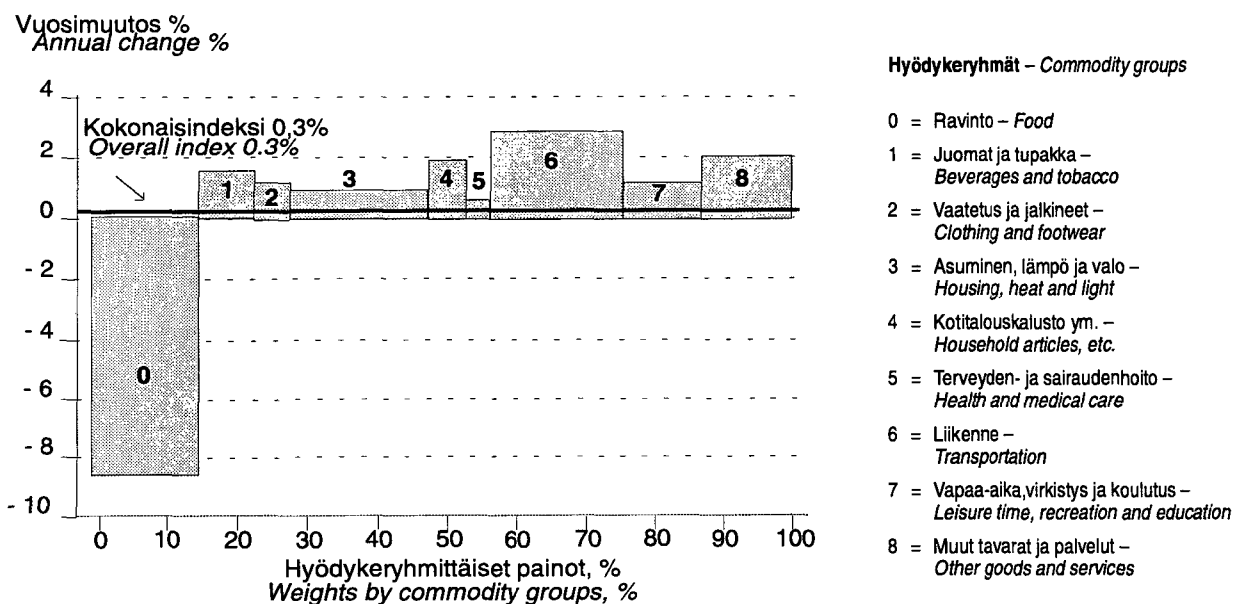 Vuosimuutos %
Annual change %
4
2
0
- 2
- 4
- 6
- 8
- 10
Kokonaisindeksi 0,3%
Overall index 0.3%
0
1
2
3
4
5
6
7
8
0 10 20 30 40 50 60 70 80 90 100
Hyödykeryhmittäiset painot, %
Weights by commodity groups, %
Hyödykeryhmät – Commodity groups
0 = Ravinto – Food
1 = Juomat ja tupakka –
Beverages and tobacco
2 = Vaatetus ja jalkineet –
Clothing and footwear
3 = Asuminen, lämpö ja valo –
Housing, heat and light
4 = Kotitalouskalusto ym. –
Household articles, etc.
5 = Terveyden- ja sairaudenhoito –
Health and medical care
6 = Liikenne –
Transportation
7 = Vapaa-aika,virkistys ja koulutus –
Leisure time, recreation and education
8 = Muut tavarat ja palvelut –
Other goods and services